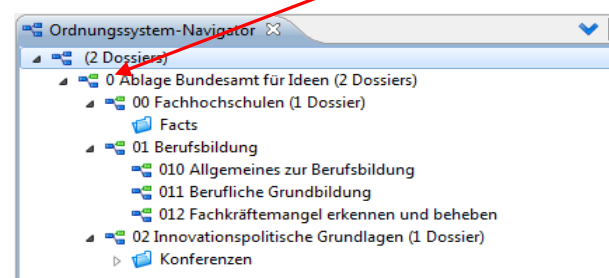 Ordnungssystem-Navigator
(2 Dossiers)
0 Ablage Bundesamt für Ideen (2 Dossiers)
00 Fachhochschulen (1 Dossier)
Facts
01 Berufsbildung
010 Allgemeines zur Berufsbildung
011 Berufliche Grundbildung
012 Fachkräftemangel erkennen und beheben
02 Innovationspolitische Grundlagen (1 Dossier)
Konferenzen